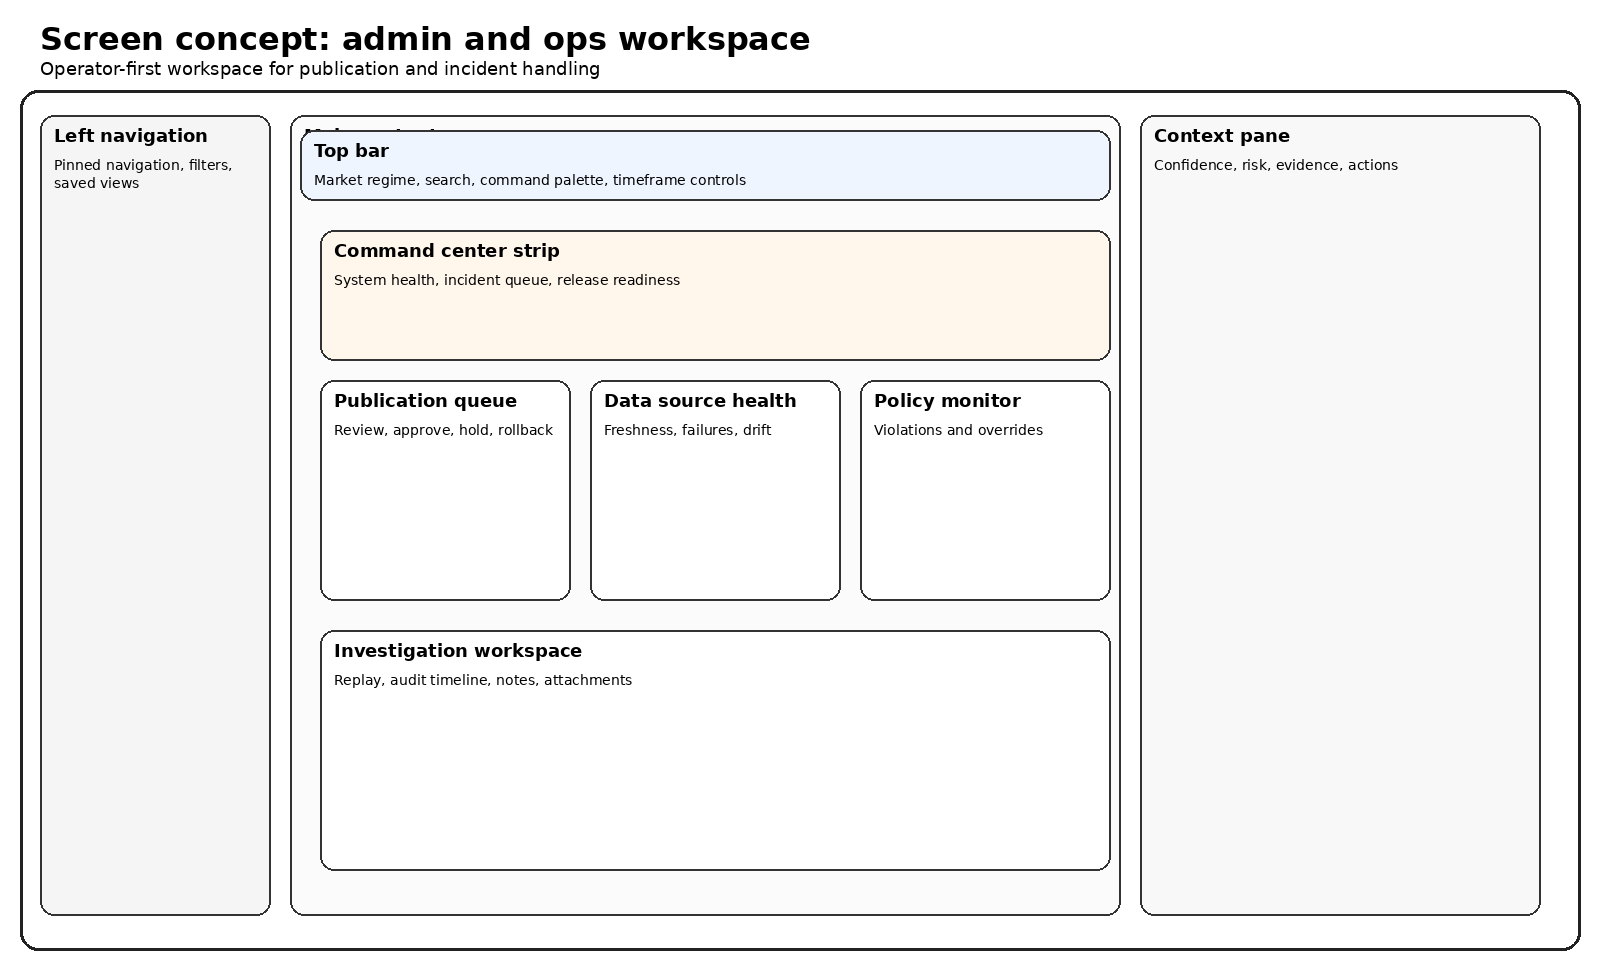 Screen concept: admin and ops workspace
Operator-first workspace for publication and incident handling
Left navigation
Pinned navigation, filters,
saved views
Top bar
Market regime, search, command palette, timeframe controls
Command center strip
System health, incident queue, release readiness
Publication queue
Review, approve, hold, rollback
Data source health
Freshness, failures, drift
Policy monitor
Violations and overrides
Investigation workspace
Replay, audit timeline, notes, attachments
Context pane
Confidence, risk, evidence, actions